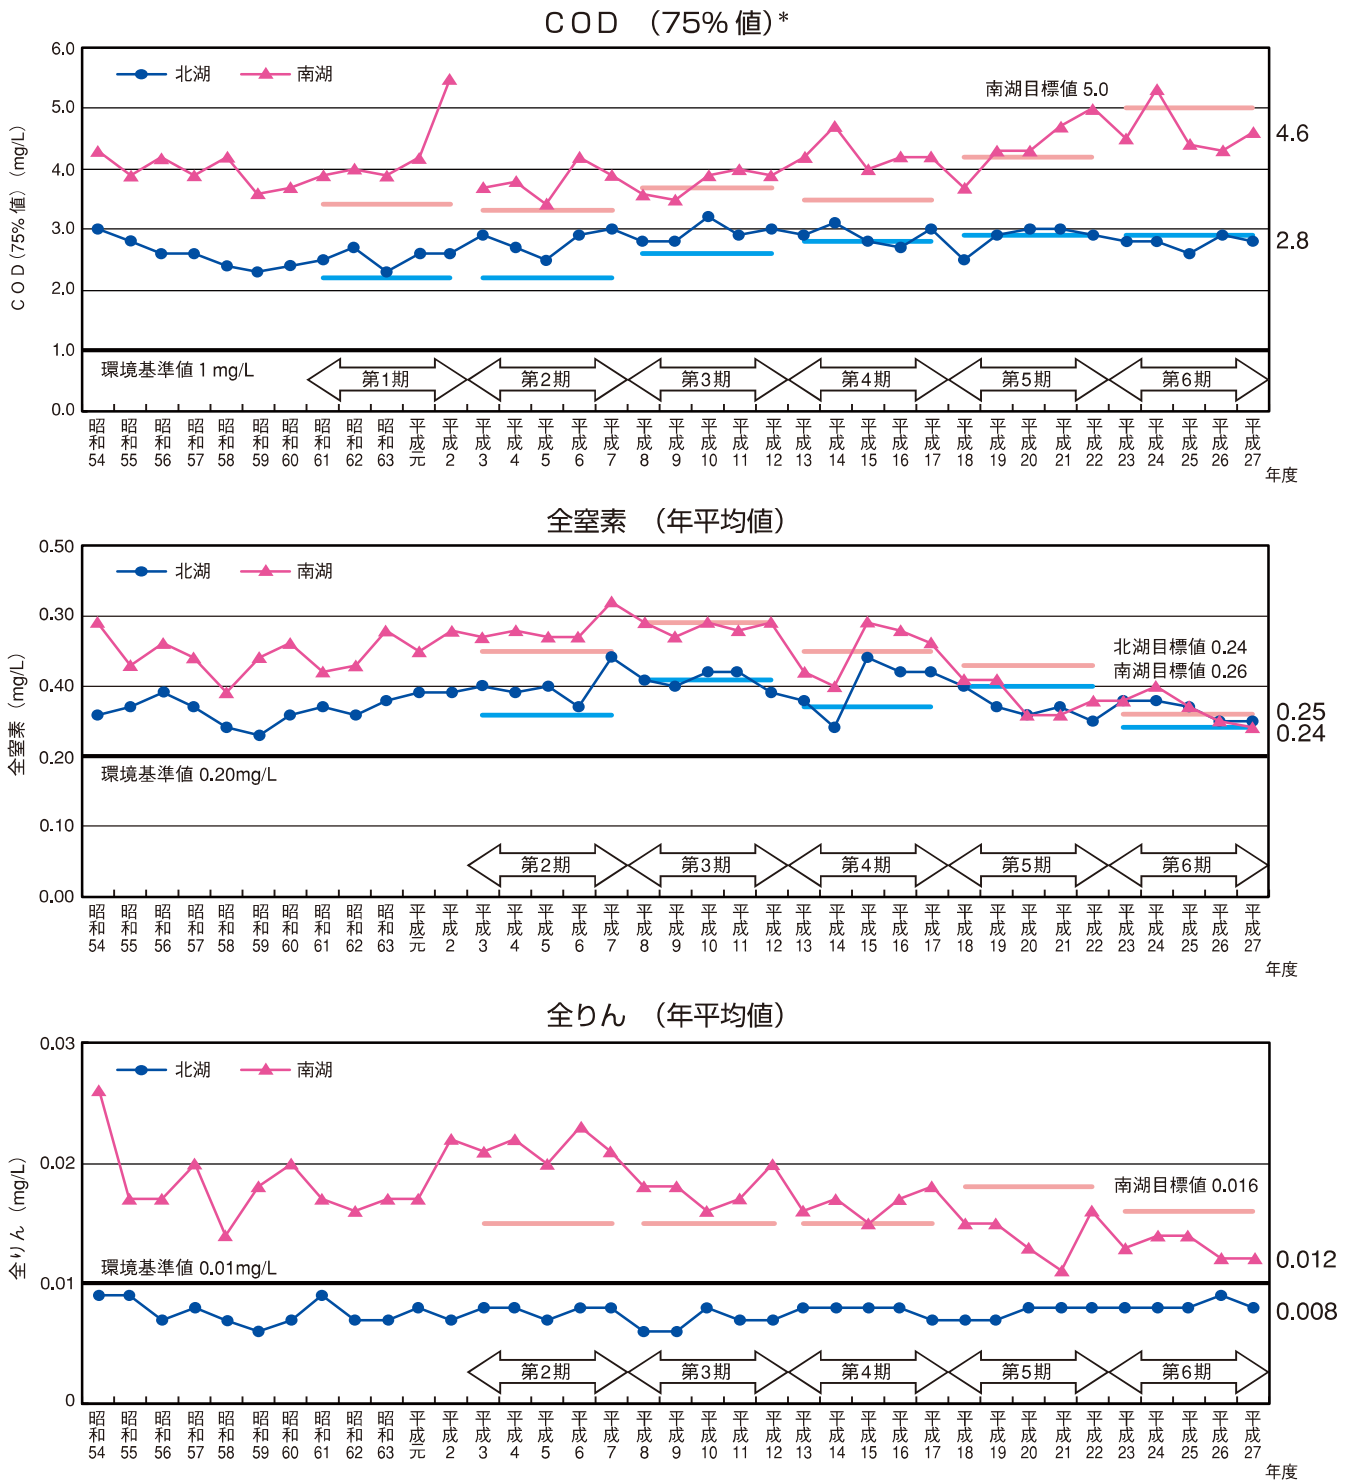 COD （75% 値）*
COD（75% 値）（mg/L）
北湖 南湖
6.0
5.0
4.0
3.0
2.0
1.0
0.0
南湖目標値 5.0
4.6
2.8
環境基準値 1 mg/L
第1期 第2期 第3期 第4期 第5期 第6期
昭和54 昭和55 昭和56 昭和57 昭和58 昭和59 昭和60 昭和61 昭和62 昭和63 平成元 平成2 平成3 平成4 平成5 平成6 平成7 平成8 平成9 平成10 平成11 平成12 平成13 平成14 平成15 平成16 平成17 平成18 平成19 平成20 平成21 平成22 平成23 平成24 平成25 平成26 平成27
年度
全窒素 （年平均値）
全窒素（mg/L）
北湖 南湖
0.50
0.30
0.40
0.20
0.10
0.00
北湖目標値 0.24
南湖目標値 0.26
0.25
0.24
環境基準値 0.20mg/L
第2期 第3期 第4期 第5期 第6期
昭和54 昭和55 昭和56 昭和57 昭和58 昭和59 昭和60 昭和61 昭和62 昭和63 平成元 平成2 平成3 平成4 平成5 平成6 平成7 平成8 平成9 平成10 平成11 平成12 平成13 平成14 平成15 平成16 平成17 平成18 平成19 平成20 平成21 平成22 平成23 平成24 平成25 平成26 平成27
年度
全りん （年平均値）
全りん（mg/L）
北湖 南湖
0.03
0.02
0.01
0
南湖目標値 0.016
0.012
0.008
環境基準値 0.01mg/L
第2期 第3期 第4期 第5期 第6期
昭和54 昭和55 昭和56 昭和57 昭和58 昭和59 昭和60 昭和61 昭和62 昭和63 平成元 平成2 平成3 平成4 平成5 平成6 平成7 平成8 平成9 平成10 平成11 平成12 平成13 平成14 平成15 平成16 平成17 平成18 平成19 平成20 平成21 平成22 平成23 平成24 平成25 平成26 平成27
年度